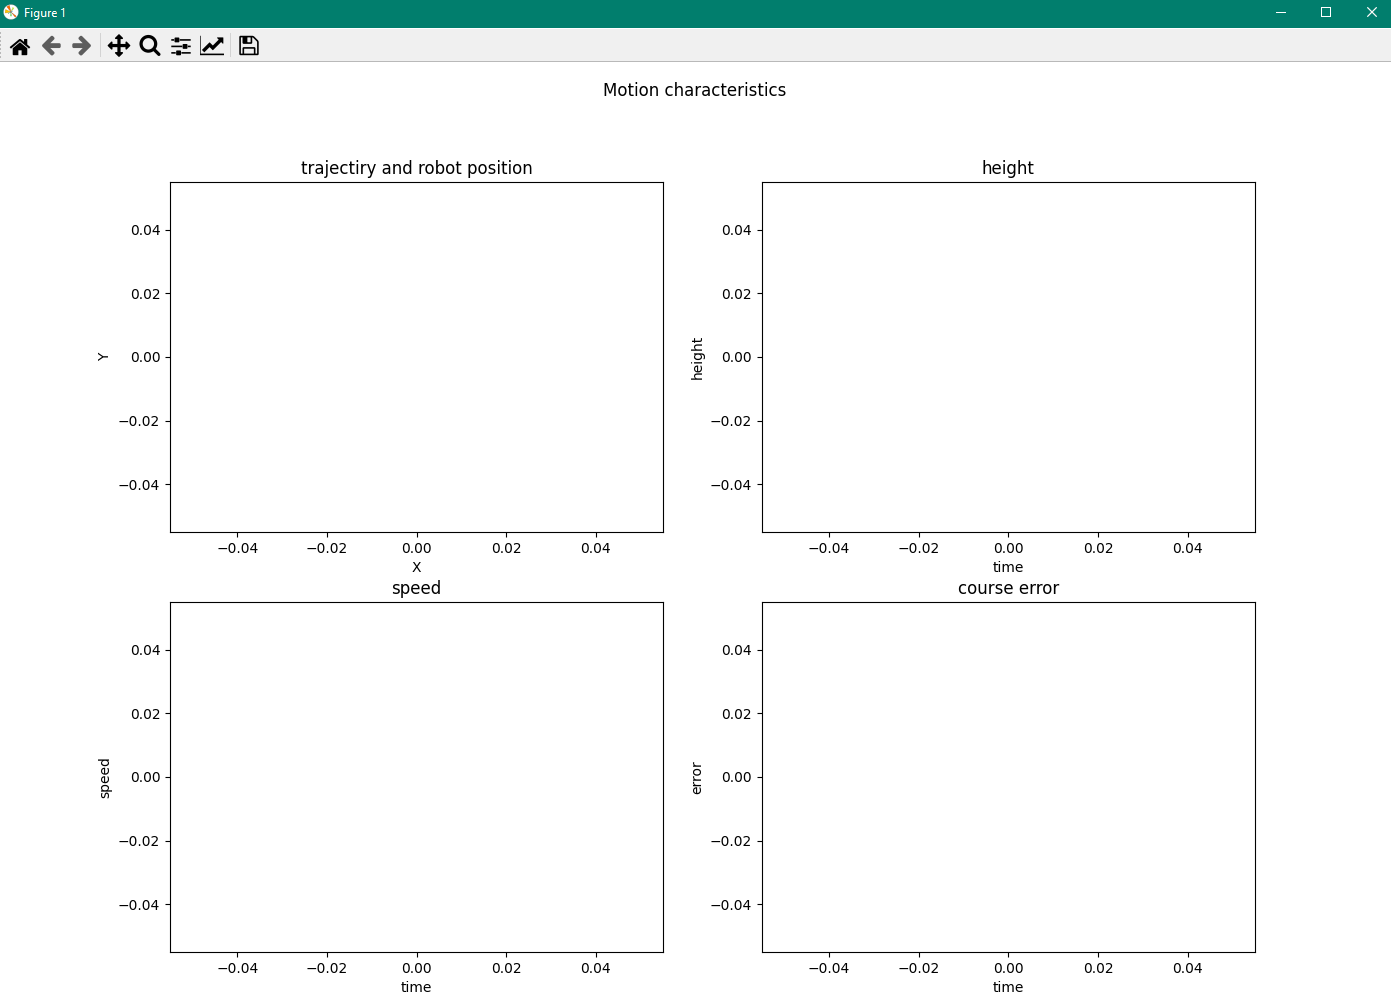 Figure 1
Motion characteristics
trajectiry and robot position
0.04
0.02
0.00
−0.02
−0.04
Y
−0.04 −0.02 0.00 0.02 0.04
X
height
0.04
0.02
0.00
−0.02
−0.04
height
−0.04 −0.02 0.00 0.02 0.04
time
speed
0.04
0.02
0.00
−0.02
−0.04
speed
−0.04 −0.02 0.00 0.02 0.04
time
course error
0.04
0.02
0.00
−0.02
−0.04
error
−0.04 −0.02 0.00 0.02 0.04
time